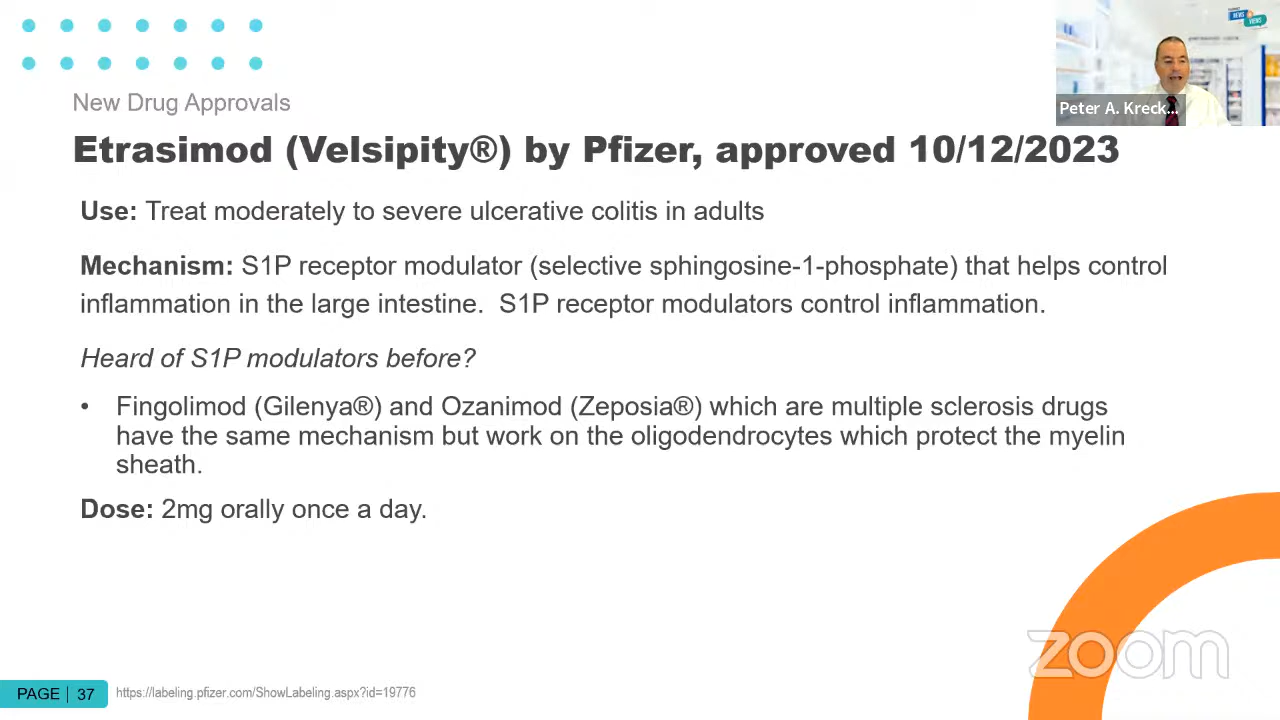 New Drug Approvals
Etrasimod (Velsipity®) by Pfizer, approved 10/12/2023
Use: Treat moderately to severe ulcerative colitis in adults
Mechanism: S1P receptor modulator (selective sphingosine-1-phosphate) that helps control
inflammation in the large intestine.  S1P receptor modulators control inflammation.
Heard of S1P modulators before?
• Fingolimod (Gilenya®) and Ozanimod (Zeposia®) which are multiple sclerosis drugs
have the same mechanism but work on the oligodendrocytes which protect the myelin
sheath.
Dose: 2mg orally once a day.
PAGE | 37
https://labeling.pfizer.com/ShowLabeling.aspx?id=19776
NEWS
VIEWS
Peter A. Kreck...
zoom